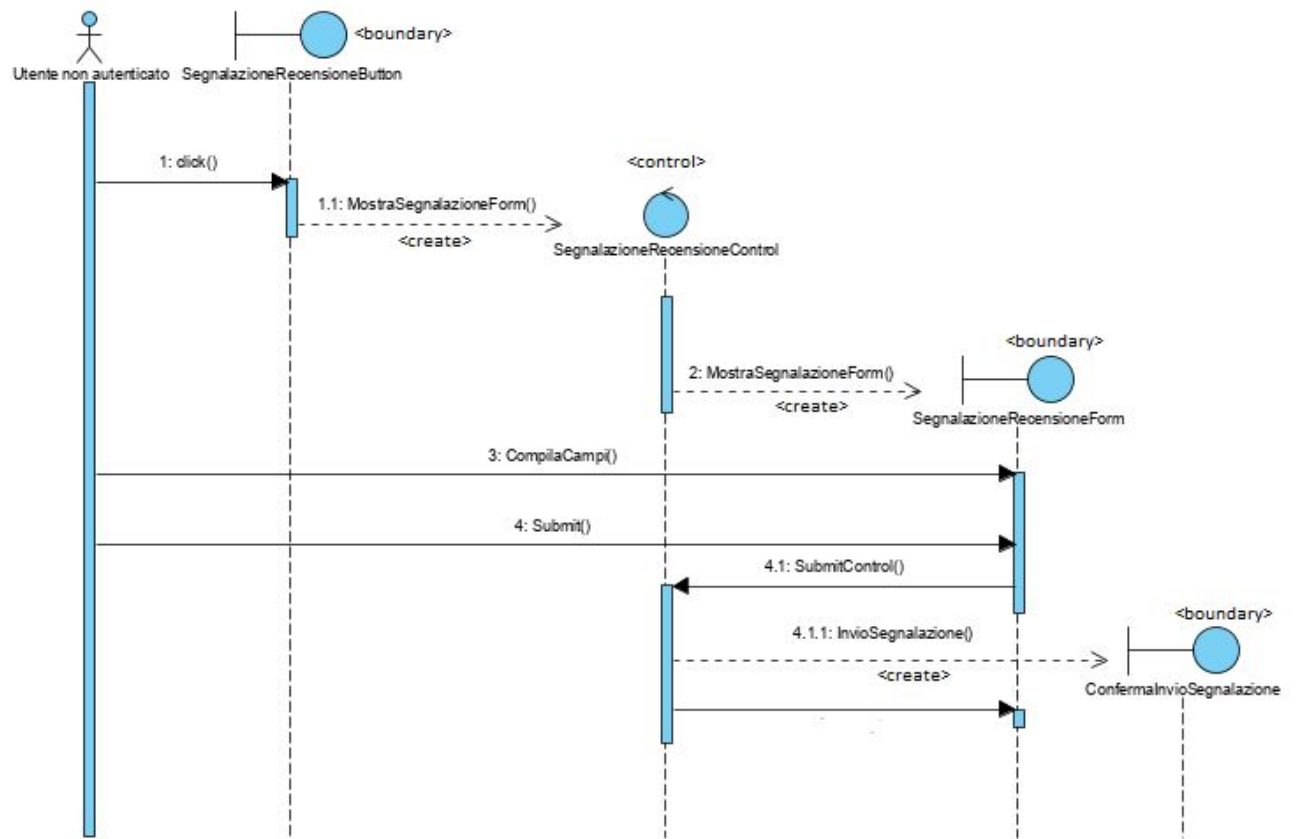 <boundary>
Utente non autenticato
SegnalazioneRecensioneButton
1: click()
<control>
1.1: MostraSegnalazioneForm()
<create>
SegnalazioneRecensioneControl
<boundary>
2: MostraSegnalazioneForm()
<create>
SegnalazioneRecensioneForm
3: CompilaCampi()
4: Submit()
4.1: SubmitControl()
<boundary>
4.1.1: InvioSegnalazione()
<create>
ConfermaInvioSegnalazione